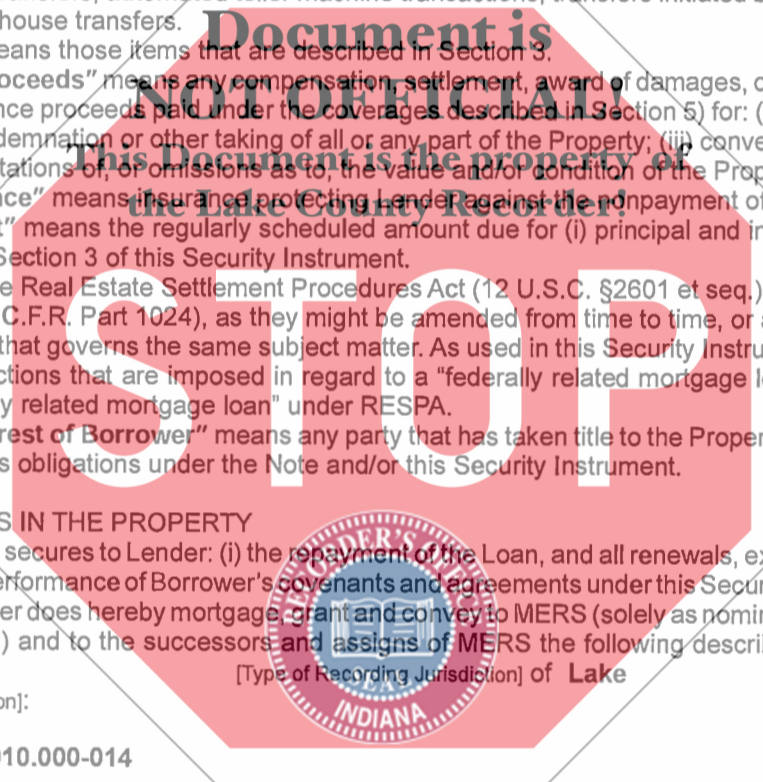 house transfers.
Document is
eans those items that are described in Section 3.
oceeds" means any compensation, settlement, award of damages, o
NOT OFFICIAL!
nce proceeds paid under the coverages described in Section 5) for: (
demnation or other taking of all or any part of the Property; (iii) conve
This Document is the property of
tations of, or omissions as to, the value and/or condition of the Prop
the Lake County Recorder!
nce" means insurance protecting Lender against the nonpayment of
t" means the regularly scheduled amount due for (i) principal and in
Section 3 of this Security Instrument.
e Real Estate Settlement Procedures Act (12 U.S.C. §2601 et seq.)
C.F.R. Part 1024), as they might be amended from time to time, or a
that governs the same subject matter. As used in this Security Instru
STOP
ctions that are imposed in regard to a "federally related mortgage l
y related mortgage loan" under RESPA.
rest of Borrower" means any party that has taken title to the Proper
s obligations under the Note and/or this Security Instrument.
S IN THE PROPERTY
secures to Lender: (i) the repayment of the Loan, and all renewals, ex
erformance of Borrower's covenants and agreements under this Secur
er does hereby mortgage, grant and convey to MERS (solely as nomin
) and to the successors and assigns of MERS the following descri
[Type of Recording Jurisdiction] of Lake
RECORDER'S OFFICE
SEAL
INDIANA
on]:
010.000-014